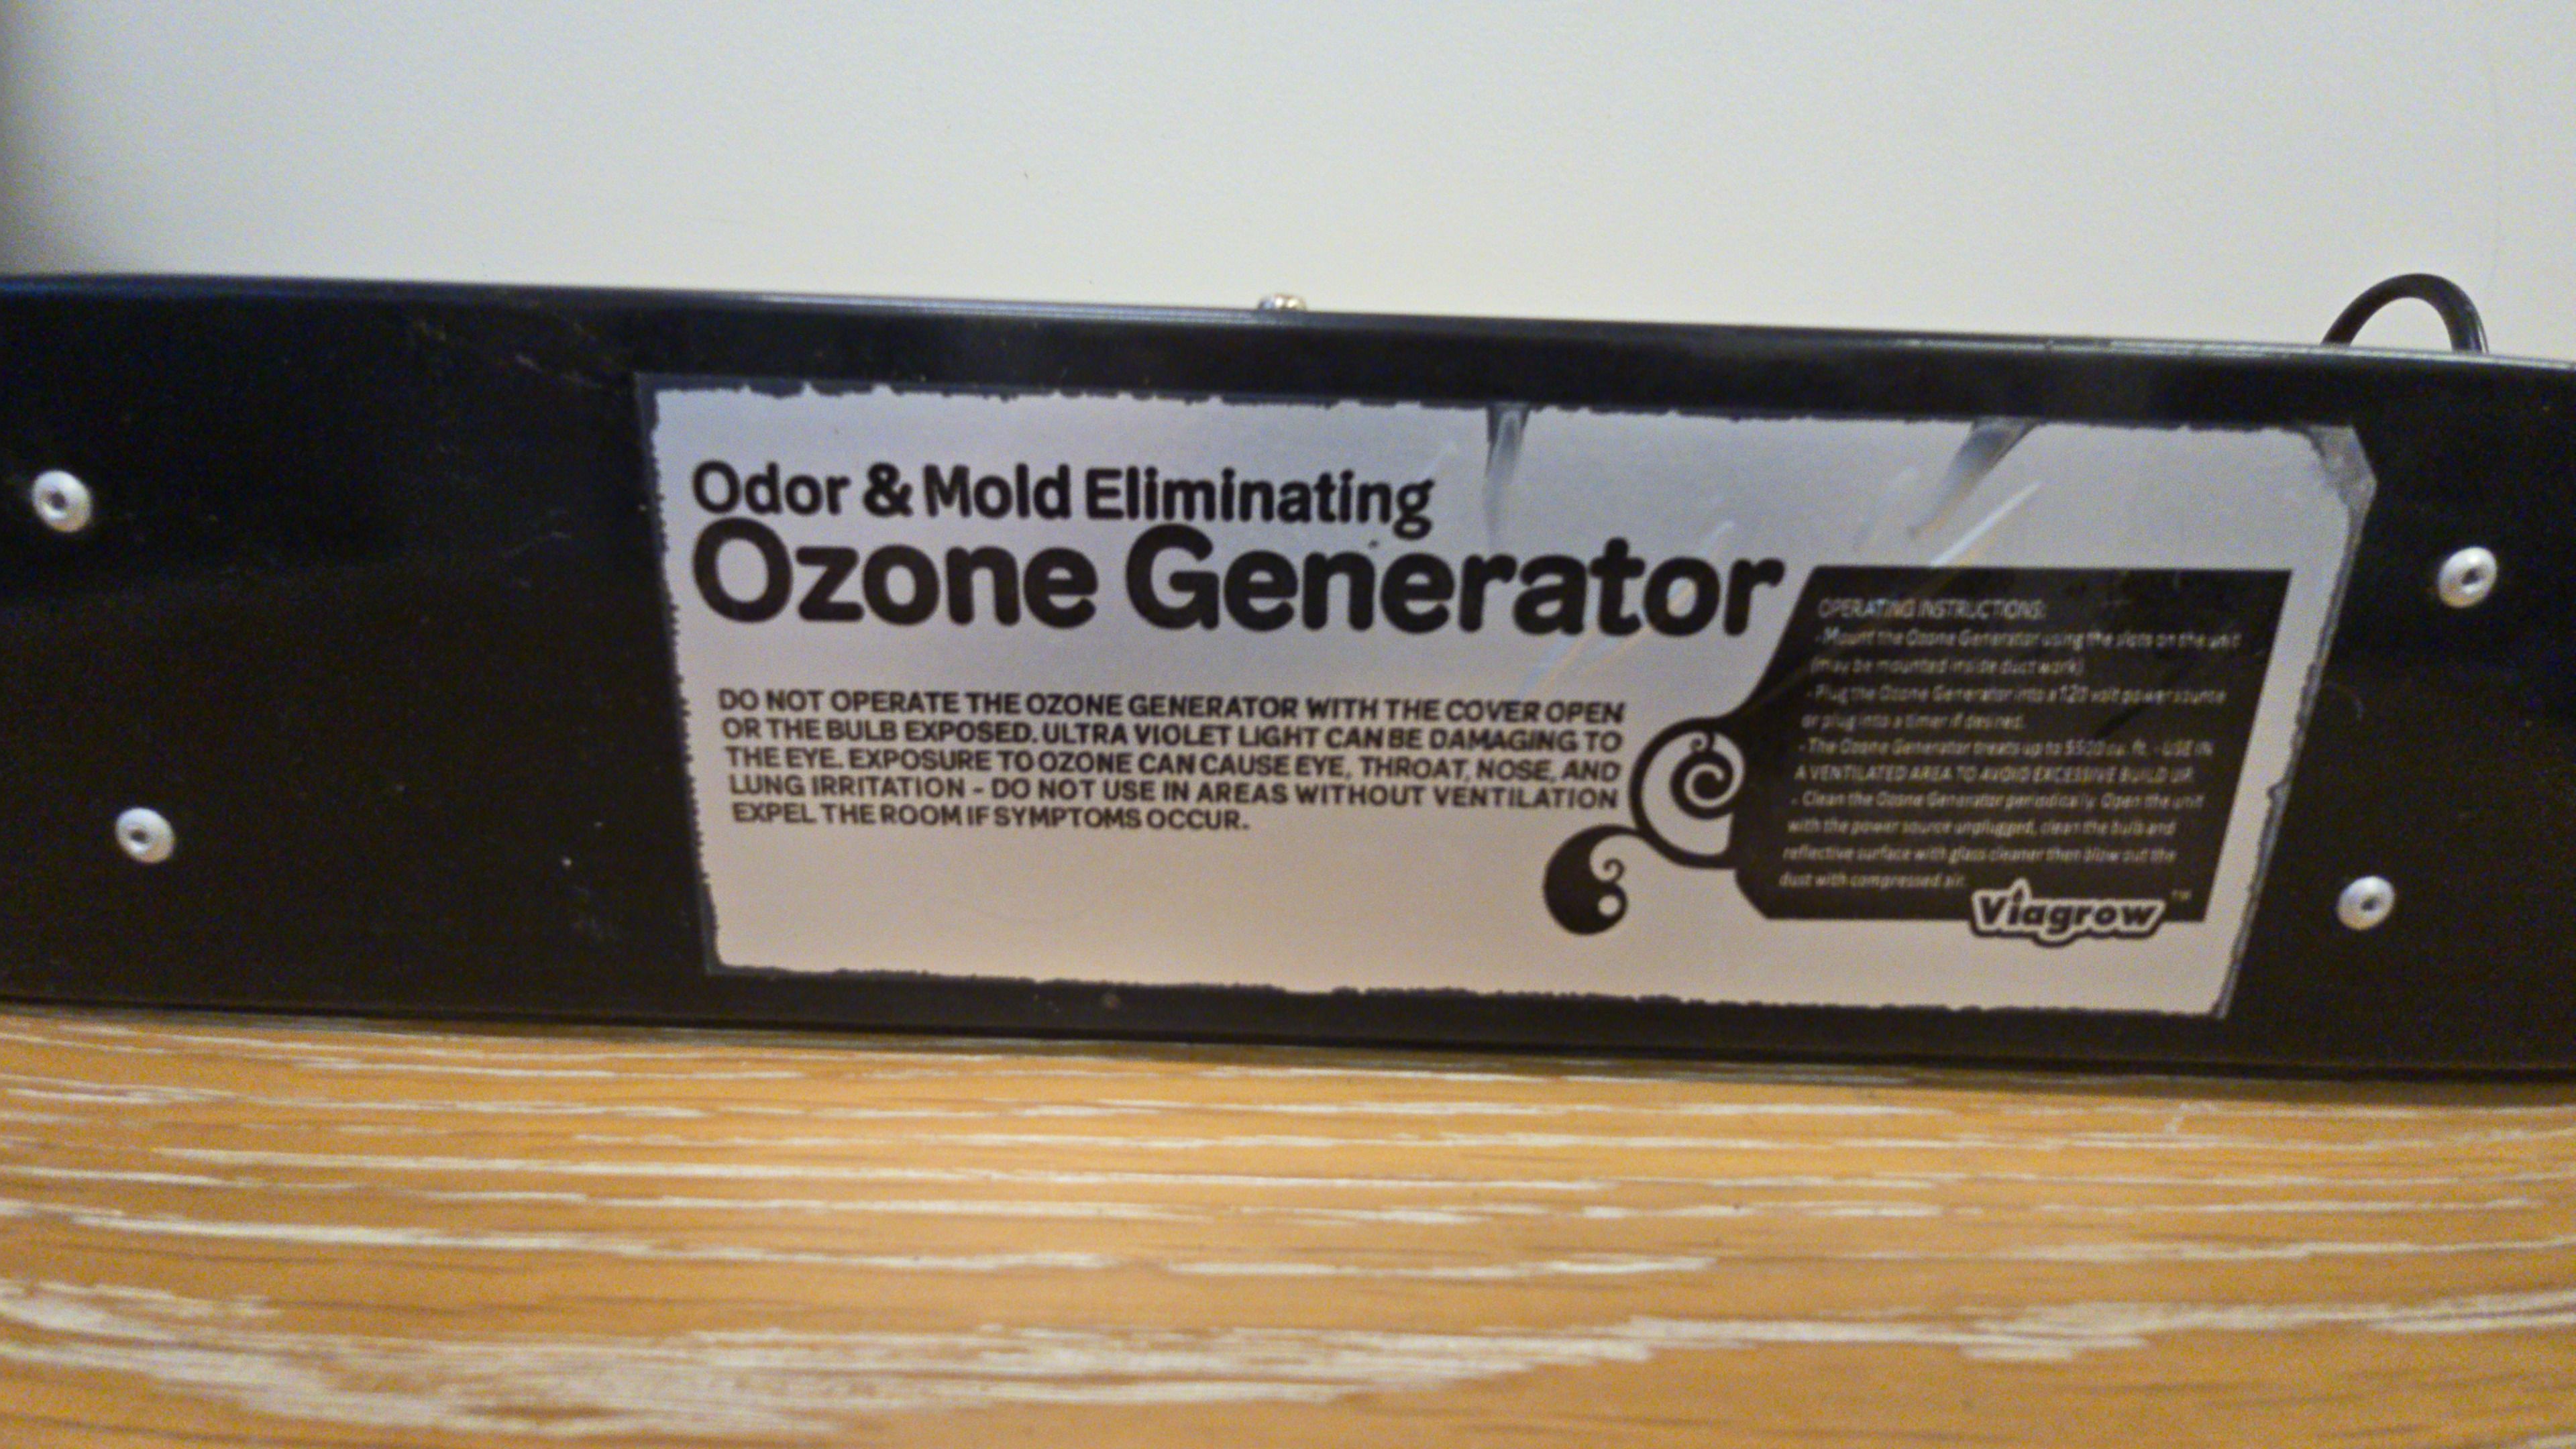 Odor & Mold Eliminating
Ozone Generator
DO NOT OPERATE THE OZONE GENERATOR WITH THE COVER OPEN
OR THE BULB EXPOSED. ULTRA VIOLET LIGHT CAN BE DAMAGING TO
THE EYE. EXPOSURE TO OZONE CAN CAUSE EYE, THROAT, NOSE, AND
LUNG IRRITATION - DO NOT USE IN AREAS WITHOUT VENTILATION
EXPEL THE ROOM IF SYMPTOMS OCCUR.
OPERATING INSTRUCTIONS:
- Mount the Ozone Generator using the slots on the unit
(may be mounted inside duct work)
- Plug the Ozone Generator into a 120 volt power source
or plug into a timer if desired.
- The Ozone Generator treats up to cu. ft. - USE IN
A VENTILATED AREA TO AVOID EXCESSIVE BUILD UP.
- Clean the Ozone Generator periodically. Open the unit
with the power source unplugged, clean the bulb and
reflective surface with glass cleaner then blow out the
dust with compressed air.
Viagrow™